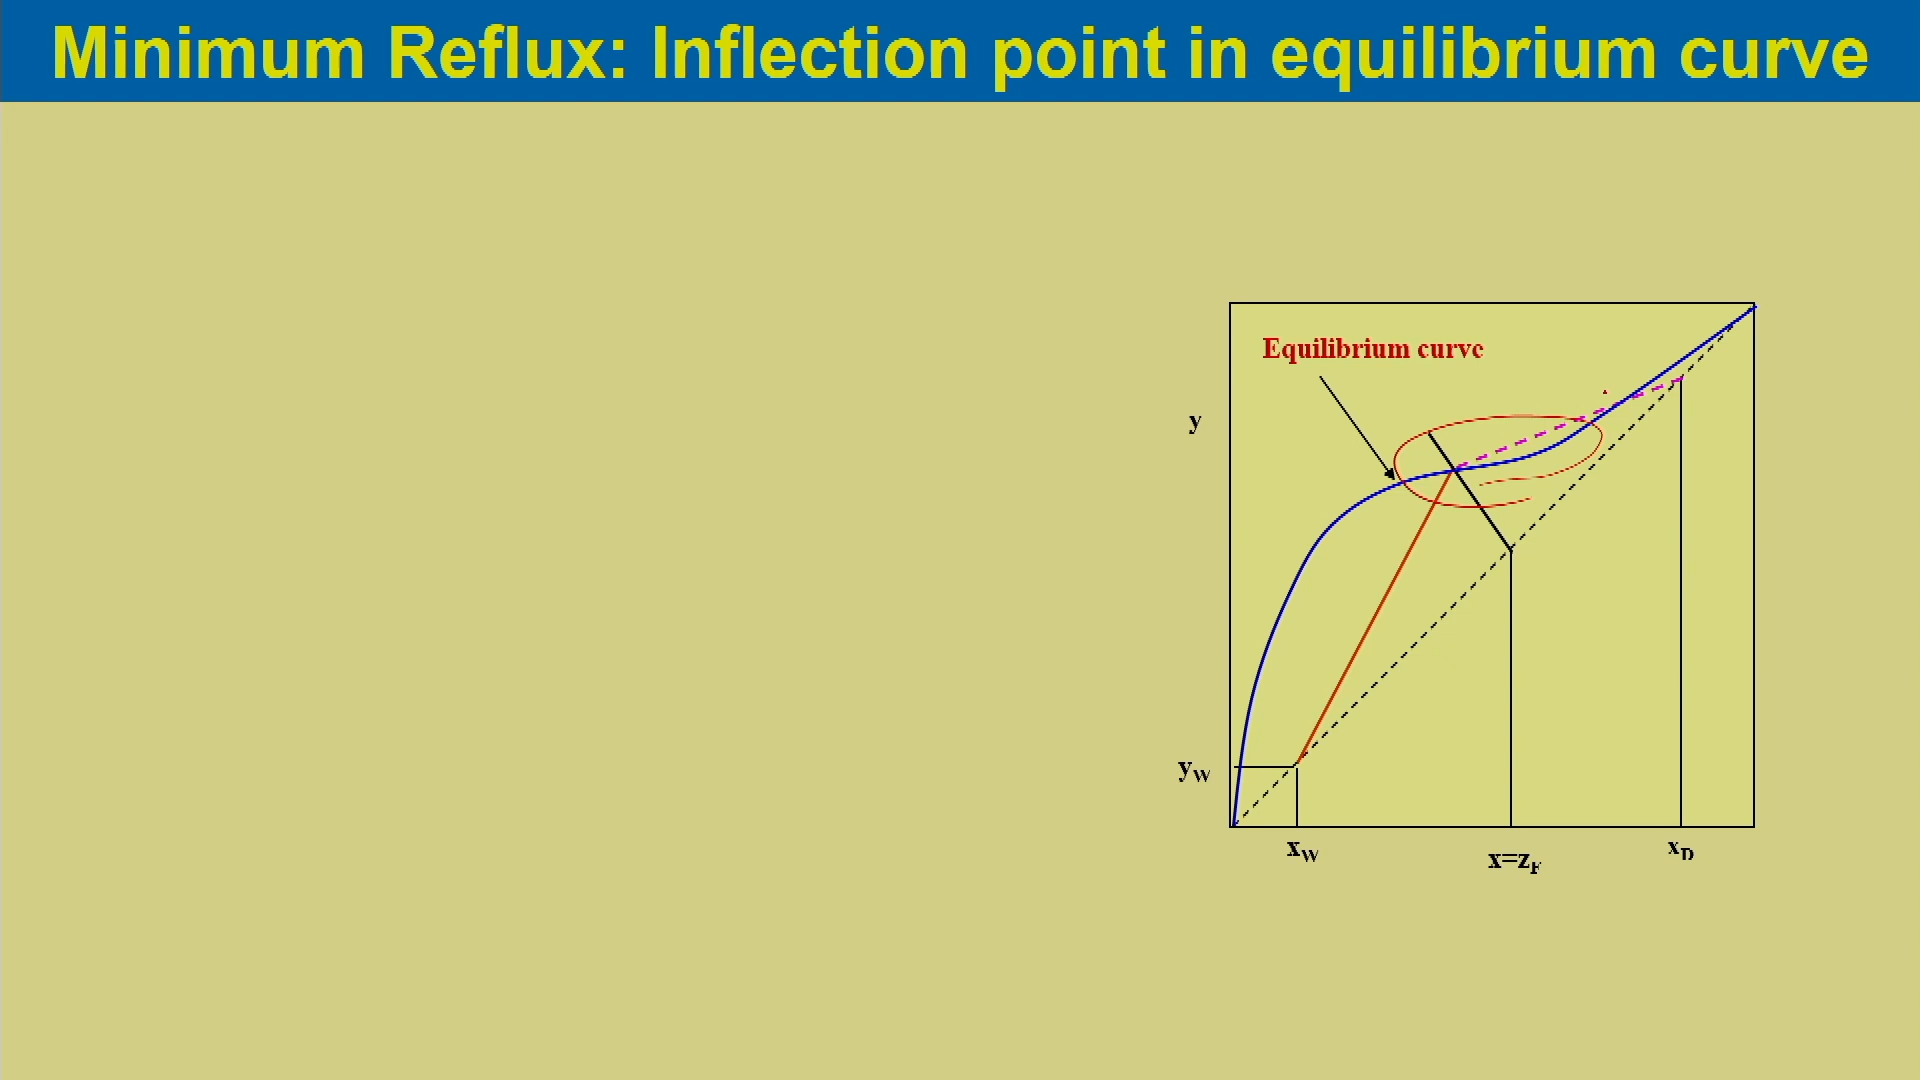 Minimum Reflux: Inflection point in equilibrium curve
Equilibrium curve
y
yW
xW
x=zF
xD